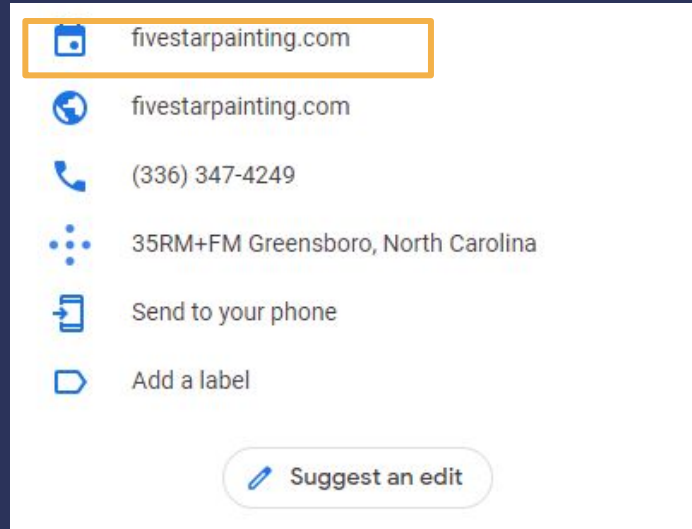 fivestarpainting.com
fivestarpainting.com
(336) 347-4249
35RM+FM Greensboro, North Carolina
Send to your phone
Add a label
Suggest an edit